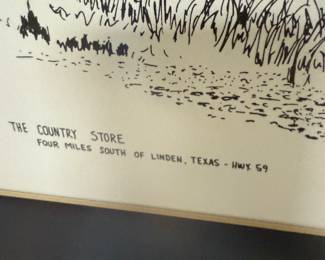 THE COUNTRY STORE
FOUR MILES SOUTH OF LINDEN, TEXAS - HWY 59